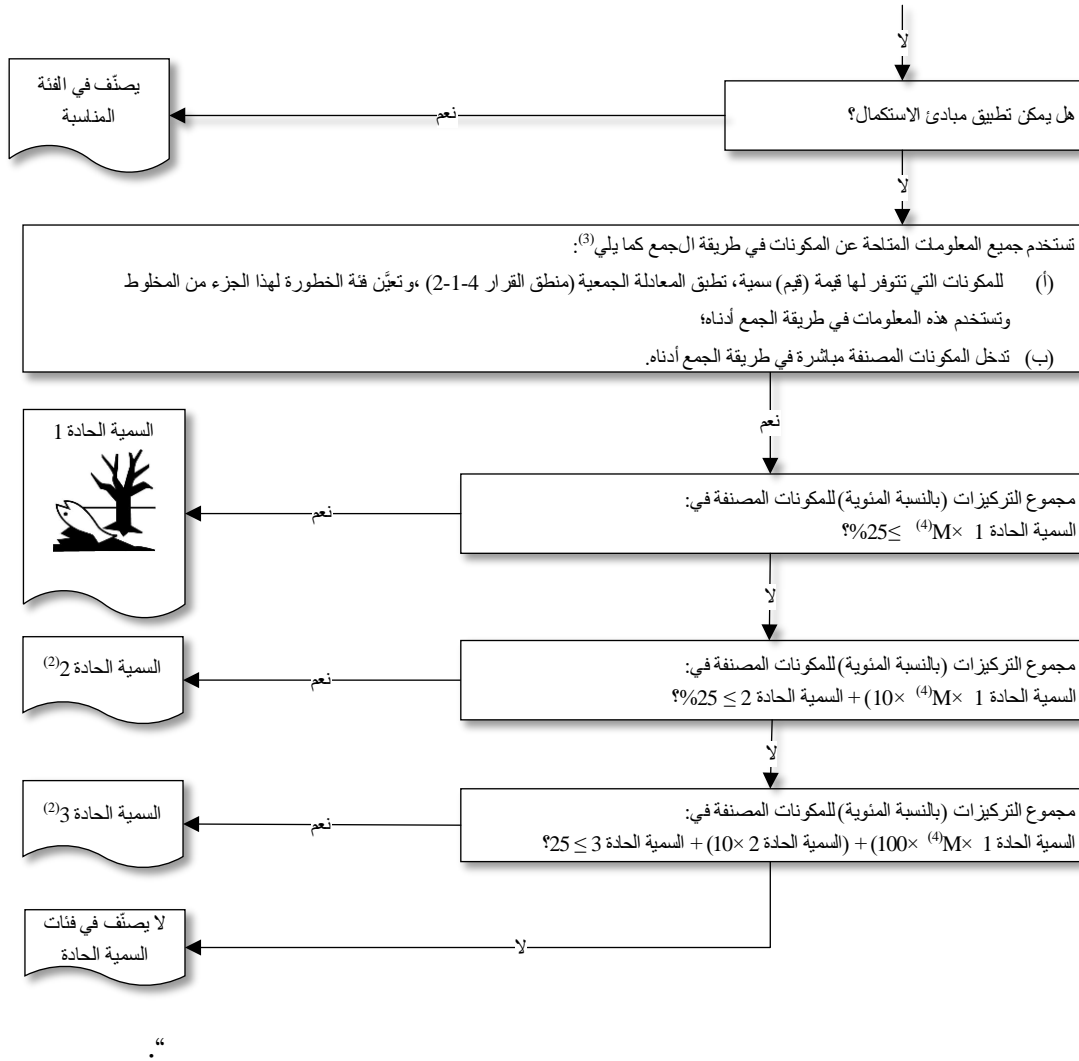 لا
هل يمكن تطبيق مبادئ الاستكمال؟
نعم
يصنّف في الفئة
المناسبة
لا
تستخدم جميع المعلومات المتاحة عن المكونات في طريقة الجمع كما يلي(3):
(أ) للمكونات التي تتوفر لها قيمة (قيم) سمية، تطبق المعادلة الجمعية (منطق القرار 4-1-2)، وتعيَّن فئة الخطورة لهذا الجزء من المخلوط
وتستخدم هذه المعلومات في طريقة الجمع أدناه؛
(ب) تدخل المكونات المصنفة مباشرة في طريقة الجمع أدناه.
نعم
مجموع التركيزات (بالنسبة المئوية) للمكونات المصنفة في:
السمية الحادة 1 ×M(4) ≥25%؟
نعم
السمية الحادة 1
لا
مجموع التركيزات (بالنسبة المئوية) للمكونات المصنفة في:
السمية الحادة 1 ×M(4) ×10) + السمية الحادة 2 ≤ 25%؟
نعم
السمية الحادة 2(2)
لا
مجموع التركيزات (بالنسبة المئوية) للمكونات المصنفة في:
السمية الحادة 1 ×M(4) ×100) + (السمية الحادة 2 ×10) + السمية الحادة 3 ≤ 25؟
نعم
السمية الحادة 3(2)
لا
لا يصنّف في فئات
السمية الحادة
“.